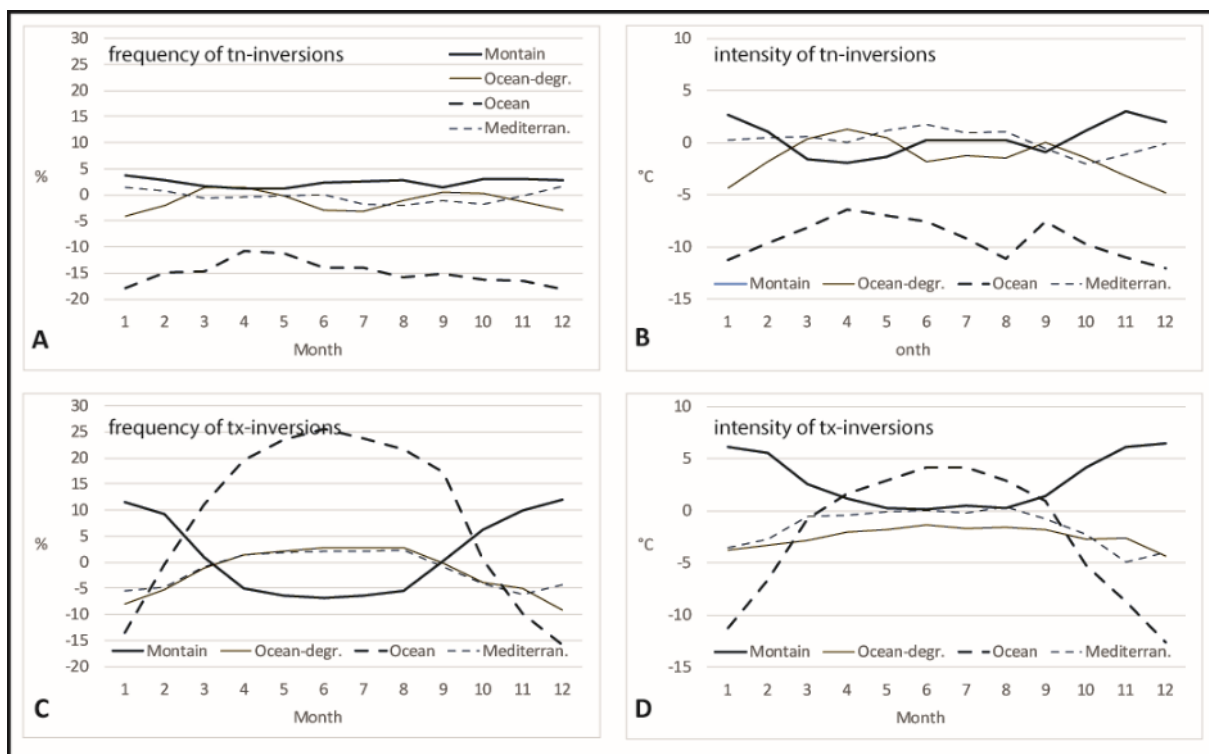 frequency of tn-inversions
30
25
20
15
10
5
0
-5
-10
-15
-20
%
Montain
Ocean-degr.
Ocean
Mediterran.
1 2 3 4 5 6 7 8 9 10 11 12
Month
A
intensity of tn-inversions
10
5
0
-5
-10
-15
°C
Montain Ocean-degr. Ocean Mediterran.
1 2 3 4 5 6 7 8 9 10 11 12
onth
B
frequency of tx-inversions
30
25
20
15
10
5
0
-5
-10
-15
-20
%
Montain Ocean-degr. Ocean Mediterran.
1 2 3 4 5 6 7 8 9 10 11 12
Month
C
intensity of tx-inversions
10
5
0
-5
-10
-15
°C
Montain Ocean-degr. Ocean Mediterran.
1 2 3 4 5 6 7 8 9 10 11 12
Month
D